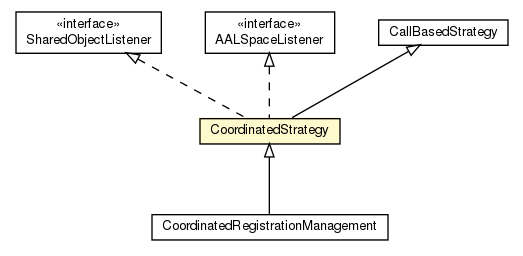 «interface»
SharedObjectListener
«interface»
AALSpaceListener
CallBasedStrategy
CoordinatedStrategy
CoordinatedRegistrationManagement